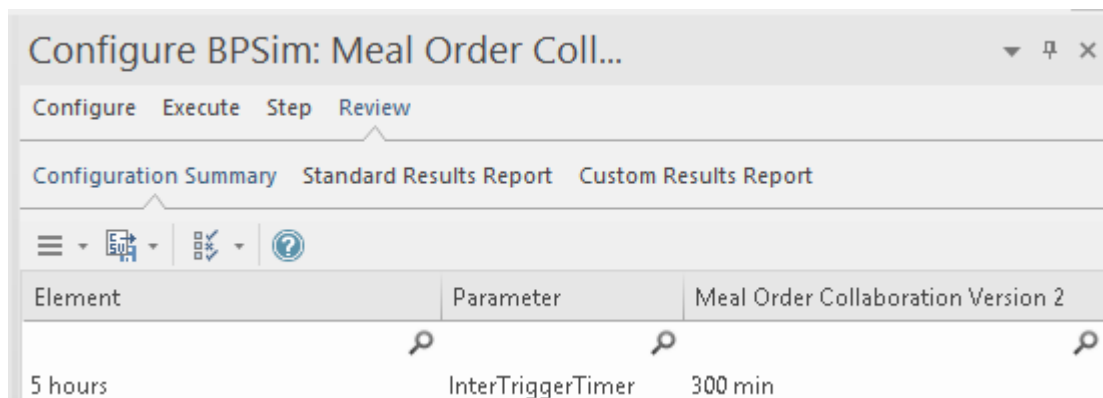 Configure BPSim: Meal Order Coll...
Configure Execute Step Review
Configuration Summary Standard Results Report Custom Results Report
Element Parameter Meal Order Collaboration Version 2
5 hours InterTriggerTimer 300 min